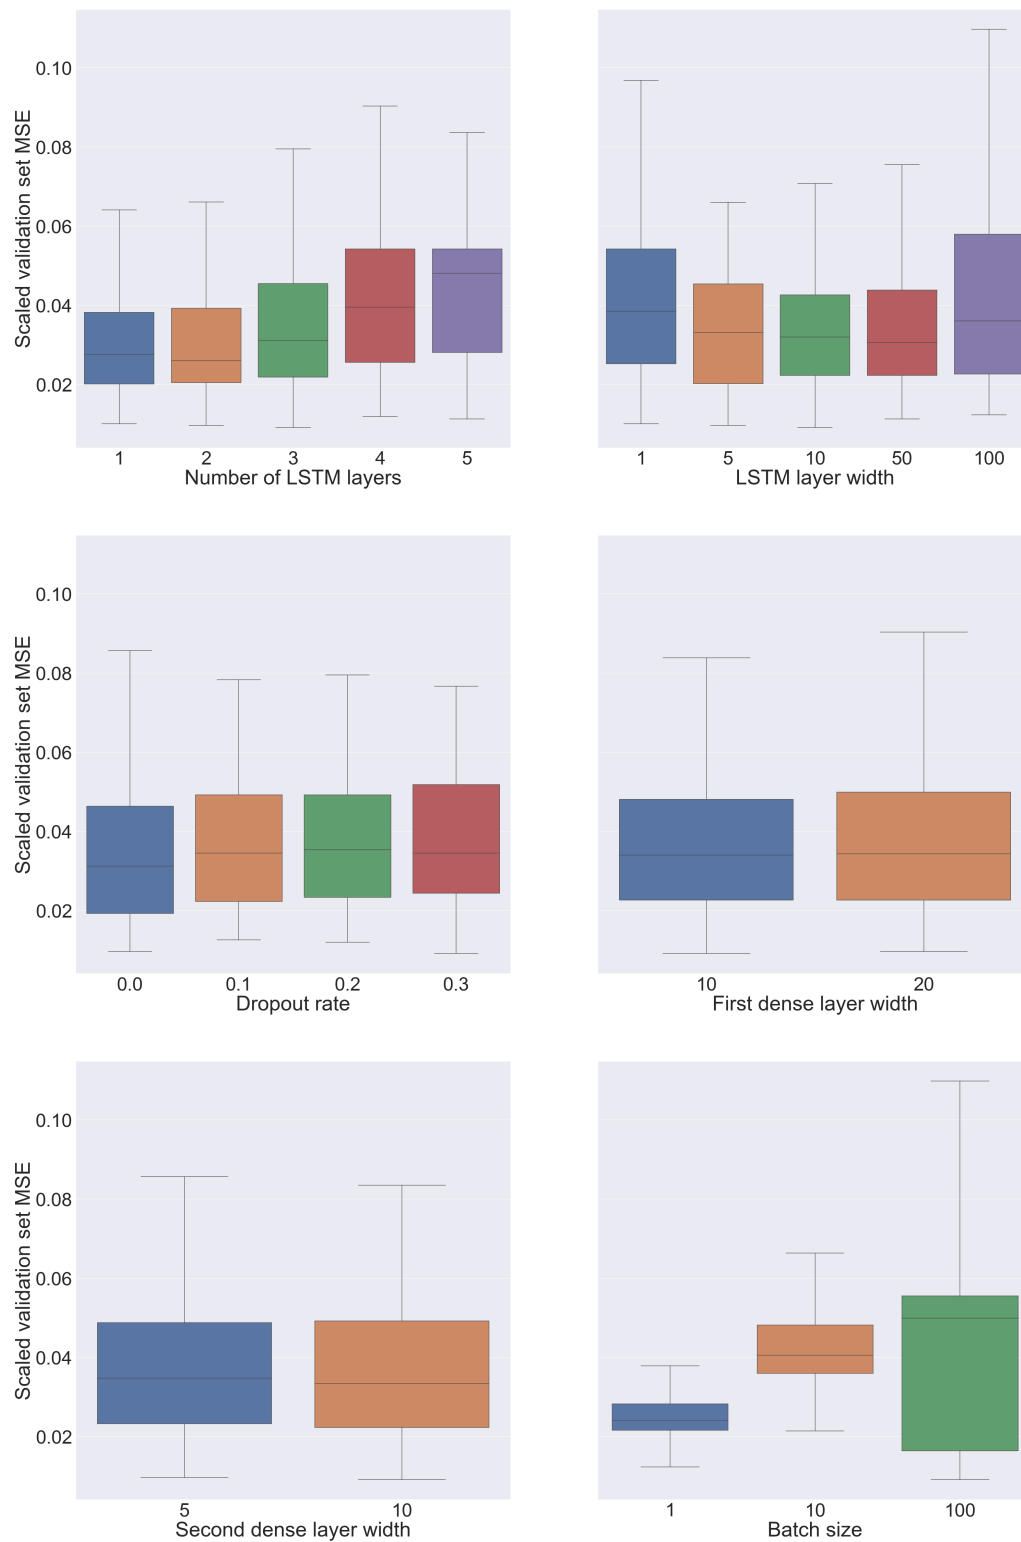 Scaled validation set MSE
0.10
0.08
0.06
0.04
0.02
1 2 3 4 5
Number of LSTM layers
1 5 10 50 100
LSTM layer width
Scaled validation set MSE
0.10
0.08
0.06
0.04
0.02
0.0 0.1 0.2 0.3
Dropout rate
10 20
First dense layer width
Scaled validation set MSE
0.10
0.08
0.06
0.04
0.02
5 10
Second dense layer width
1 10 100
Batch size